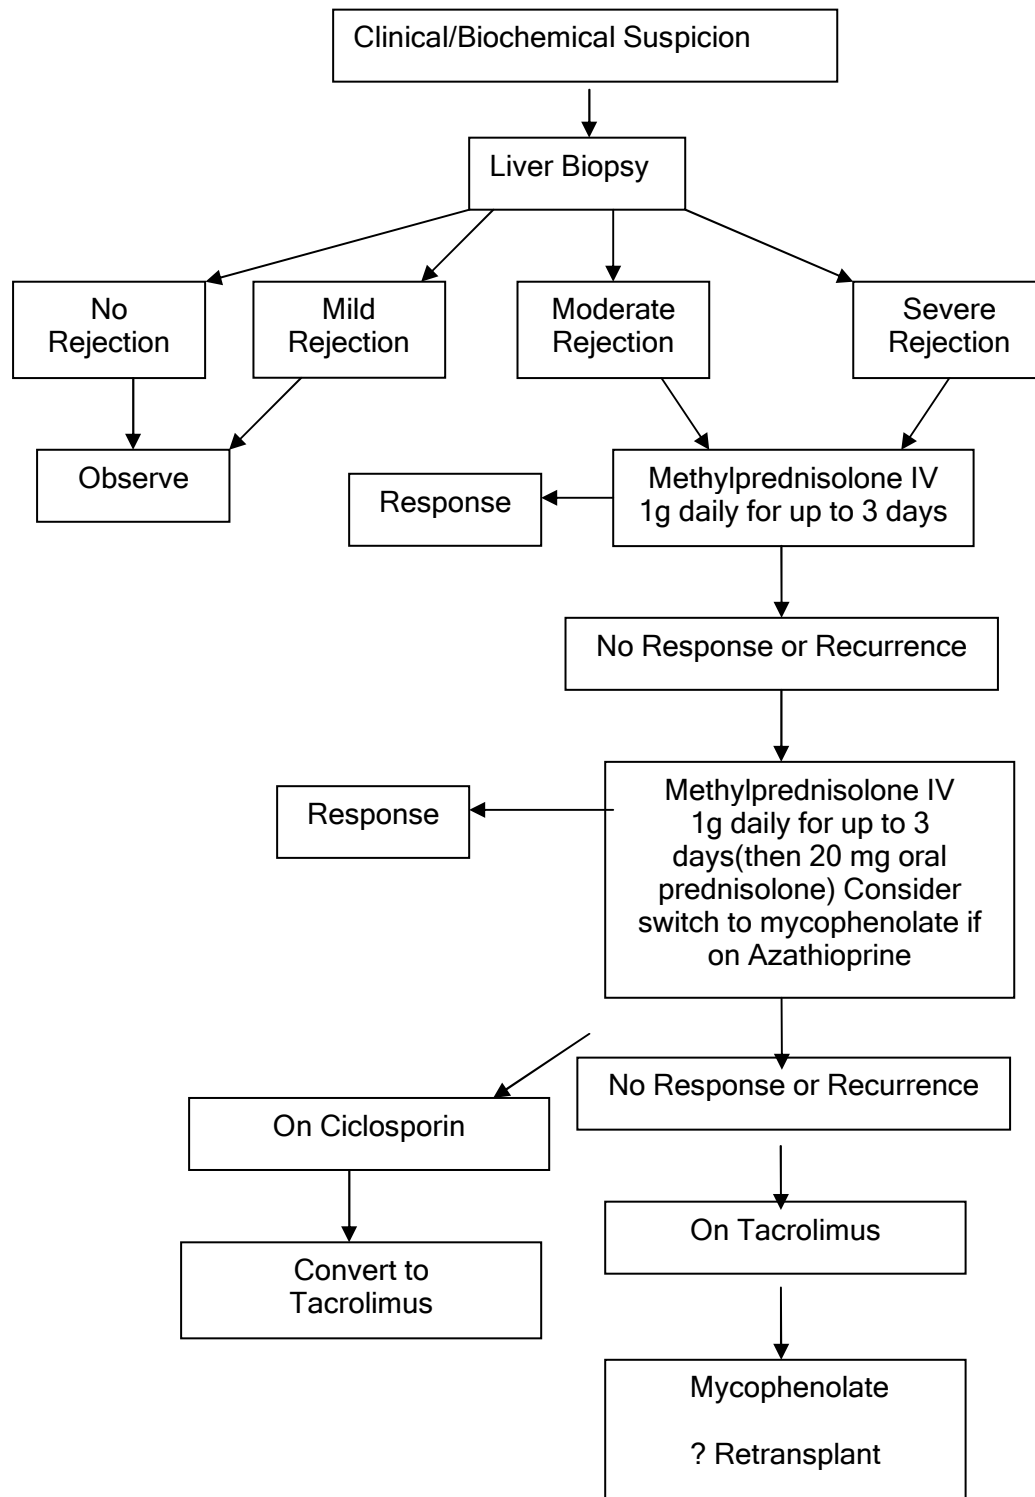 Clinical/Biochemical Suspicion
Liver Biopsy
No
Rejection
Mild
Rejection
Moderate
Rejection
Severe
Rejection
Observe
Response
Methylprednisolone IV
1g daily for up to 3 days
No Response or Recurrence
Response
Methylprednisolone IV
1g daily for up to 3
days(then 20 mg oral
prednisolone) Consider
switch to mycophenolate if
on Azathioprine
No Response or Recurrence
On Ciclosporin
On Tacrolimus
Convert to
Tacrolimus
Mycophenolate
? Retransplant